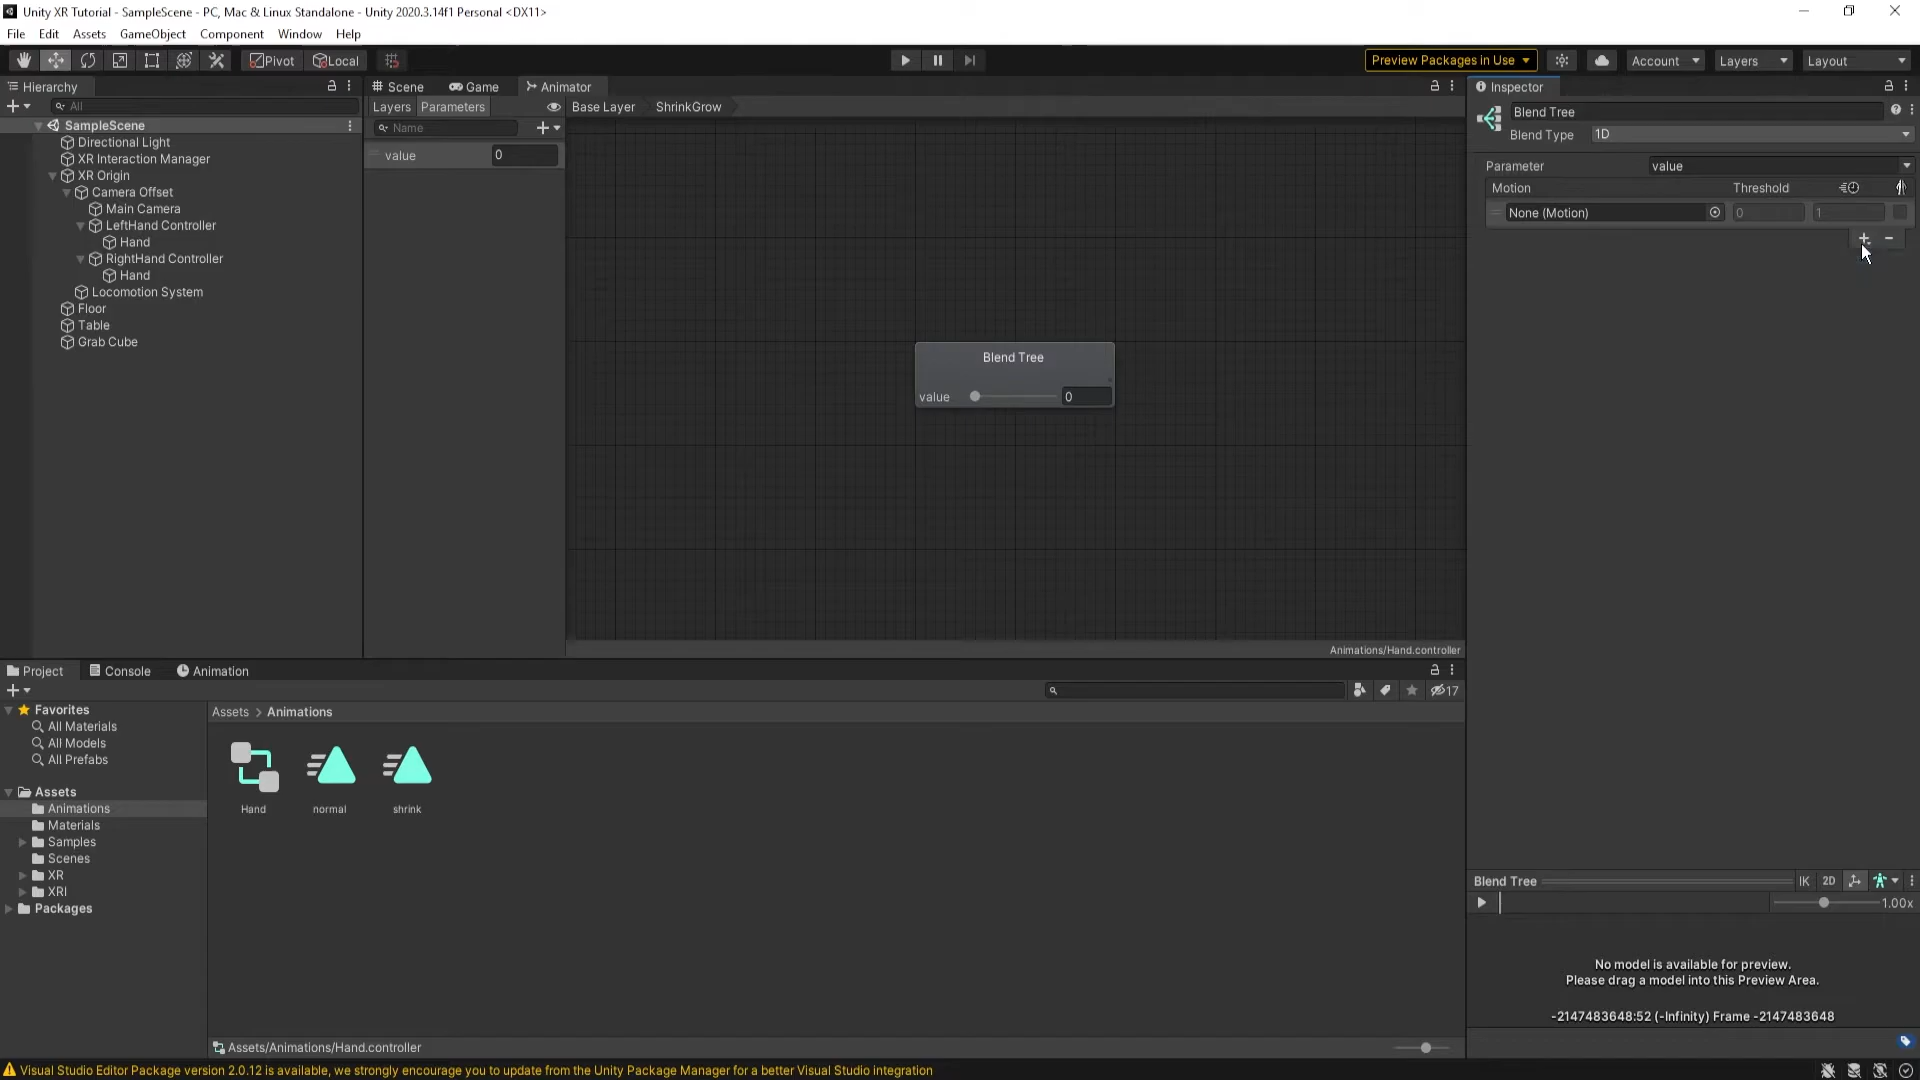 Unity XR Tutorial - SampleScene - PC, Mac & Linux Standalone - Unity 2020.3.14f1 Personal <DX11>
File Edit Assets GameObject Component Window Help
Pivot Local Preview Packages in Use Account Layers Layout
Hierarchy
All
SampleScene
Directional Light
XR Interaction Manager
XR Origin
Camera Offset
Main Camera
LeftHand Controller
Hand
RightHand Controller
Hand
Locomotion System
Floor
Table
Grab Cube
Scene Game Animator
Layers Parameters Base Layer ShrinkGrow
Name
value 0
Blend Tree
value 0
Animations/Hand.controller
Inspector
Blend Tree
Blend Type 1D
Parameter value
Motion Threshold
None (Motion) 0 1
Project Console Animation
17
Favorites
All Materials
All Models
All Prefabs
Assets
Animations
Materials
Samples
Scenes
XR
XRI
Packages
Assets > Animations
Hand normal shrink
Assets/Animations/Hand.controller
Blend Tree IK 2D
1.00x
No model is available for preview.
Please drag a model into this Preview Area.
-2147483648:52 (-Infinity) Frame -2147483648
Visual Studio Editor Package version 2.0.12 is available, we strongly encourage you to update from the Unity Package Manager for a better Visual Studio integration